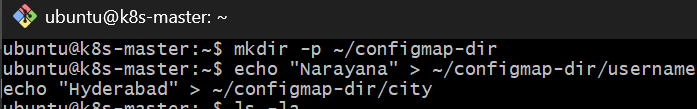 ubuntu@k8s-master: ~
ubuntu@k8s-master:~$ mkdir -p ~/configmap-dir
ubuntu@k8s-master:~$ echo "Narayana" > ~/configmap-dir/username
echo "Hyderabad" > ~/configmap-dir/city
ubuntu@k8s-master:~$ ls -la